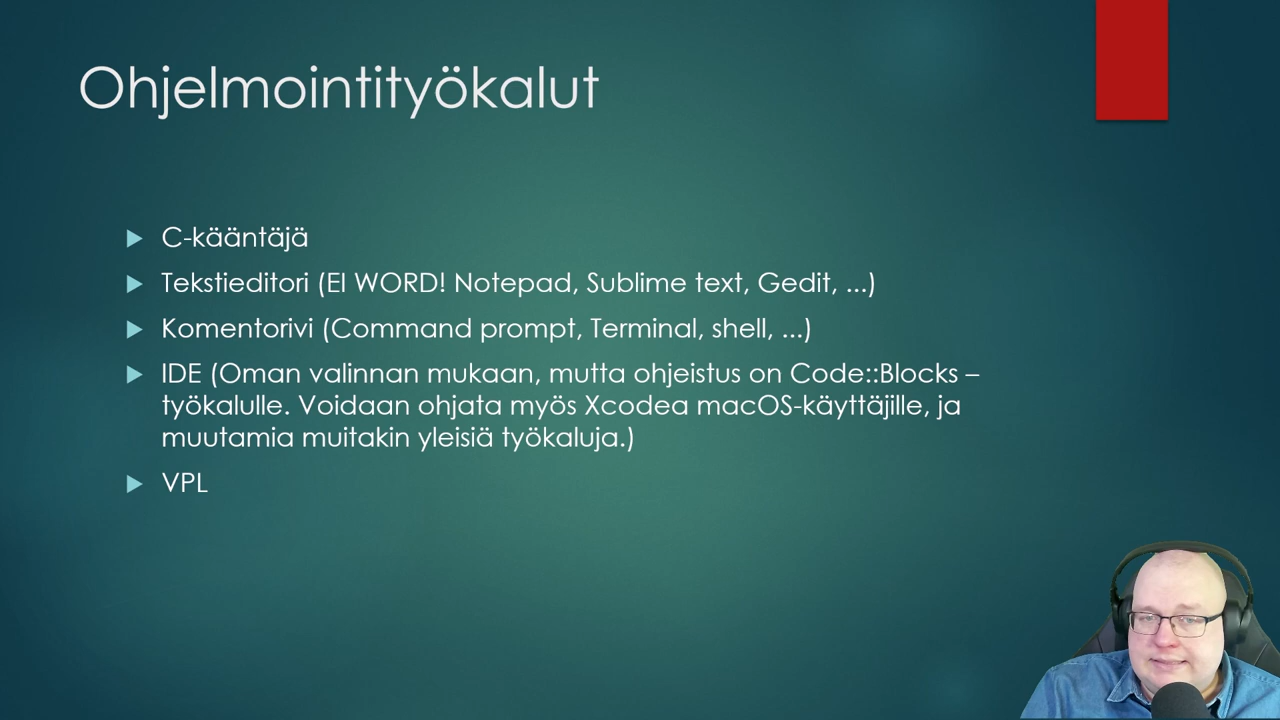 Ohjelmointityökalut
C-kääntäjä
Tekstieditori (EI WORD! Notepad, Sublime text, Gedit, ...)
Komentorivi (Command prompt, Terminal, shell, ...)
IDE (Oman valinnan mukaan, mutta ohjeistus on Code::Blocks –
työkalulle. Voidaan ohjata myös Xcodea macOS-käyttäjille, ja
muutamia muitakin yleisiä työkaluja.)
VPL